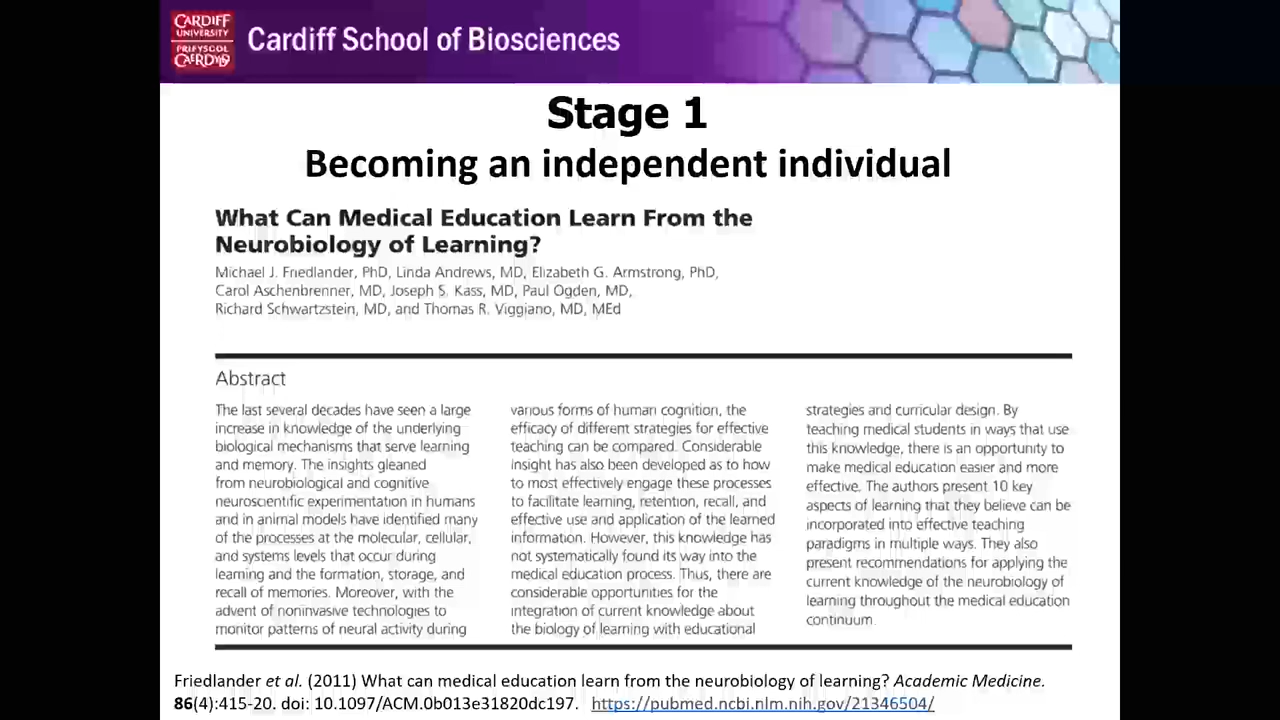 CARDIFF
UNIVERSITY
PRIFYSGOL
CAERDYDD
Cardiff School of Biosciences
Stage 1
Becoming an independent individual
What Can Medical Education Learn From the
Neurobiology of Learning?
Michael J. Friedlander, PhD, Linda Andrews, MD, Elizabeth G. Armstrong, PhD,
Carol Aschenbrenner, MD, Joseph S. Kass, MD, Paul Ogden, MD,
Richard Schwartzstein, MD, and Thomas R. Viggiano, MD, MEd
Abstract
The last several decades have seen a large
increase in knowledge of the underlying
biological mechanisms that serve learning
and memory. The insights gleaned
from neurobiological and cognitive
neuroscientific experimentation in humans
and in animal models have identified many
of the processes at the molecular, cellular,
and systems levels that occur during
learning and the formation, storage, and
recall of memories. Moreover, with the
advent of noninvasive technologies to
monitor patterns of neural activity during
various forms of human cognition, the
efficacy of different strategies for effective
teaching can be compared. Considerable
insight has also been developed as to how
to most effectively engage these processes
to facilitate learning, retention, recall, and
effective use and application of the learned
information. However, this knowledge has
not systematically found its way into the
medical education process. Thus, there are
considerable opportunities for the
integration of current knowledge about
the biology of learning with educational
strategies and curricular design. By
teaching medical students in ways that use
this knowledge, there is an opportunity to
make medical education easier and more
effective. The authors present 10 key
aspects of learning that they believe can be
incorporated into effective teaching
paradigms in multiple ways. They also
present recommendations for applying the
current knowledge of the neurobiology of
learning throughout the medical education
continuum.
Friedlander et al. (2011) What can medical education learn from the neurobiology of learning? Academic Medicine.
86(4):415-20. doi: 10.1097/ACM.0b013e31820dc197. https://pubmed.ncbi.nlm.nih.gov/21346504/